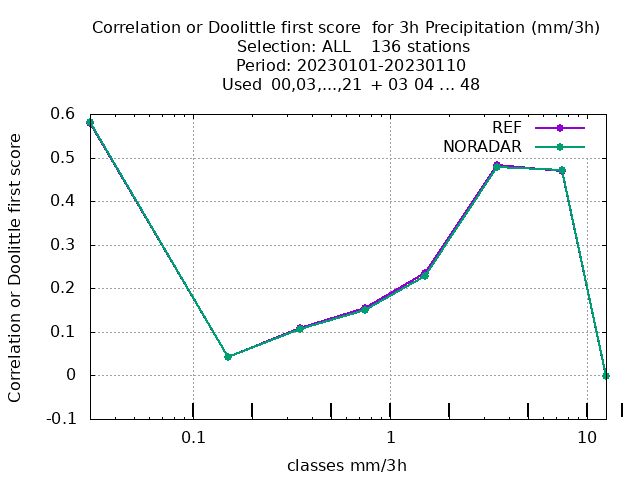 Correlation or Doolittle first score  for 3h Precipitation (mm/3h)
Selection: ALL    136 stations
Period: 20230101-20230110
Used  00,03,...,21  + 03 04 ... 48
REF
NORADAR
0.6
0.5
0.4
0.3
0.2
0.1
0
-0.1
Correlation or Doolittle first score
0.1 1 10
classes mm/3h